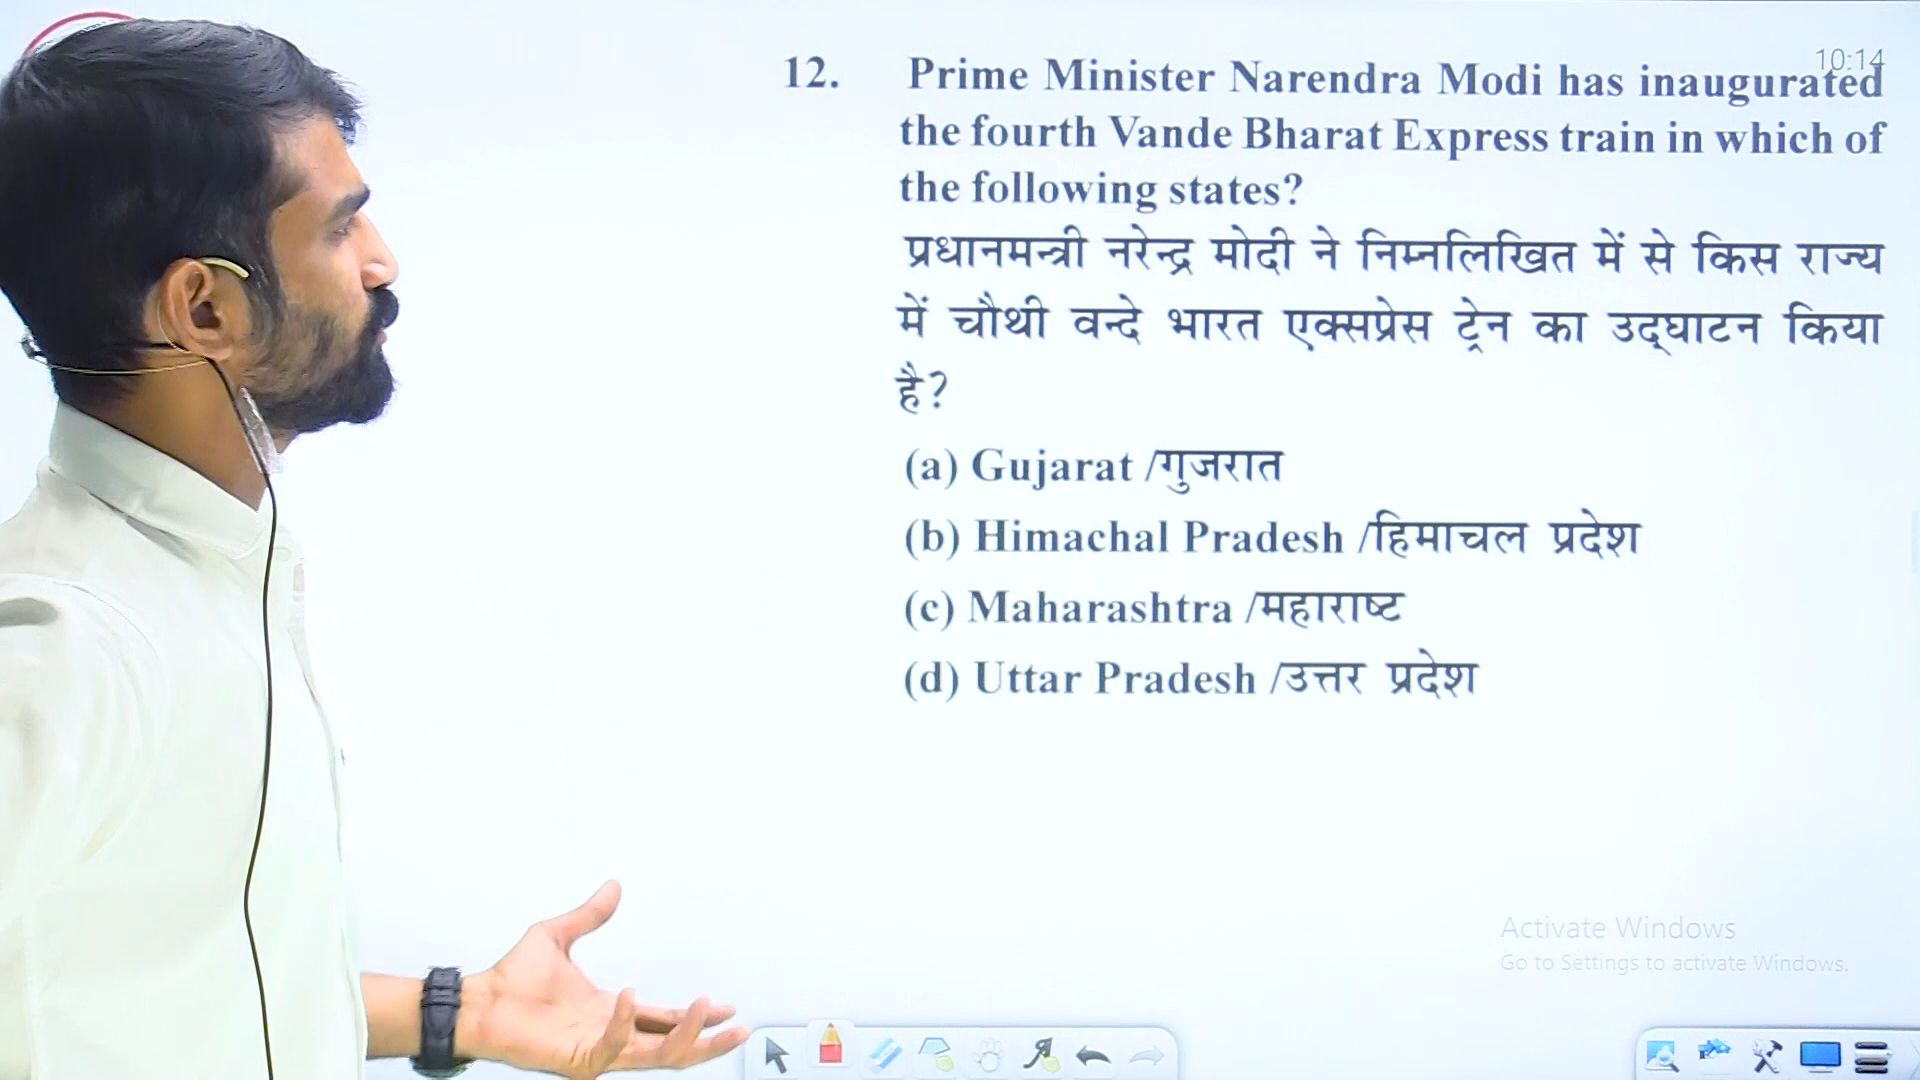 10:14
12. Prime Minister Narendra Modi has inaugurated
the fourth Vande Bharat Express train in which of
the following states?
प्रधानमन्त्री नरेन्द्र मोदी ने निम्नलिखित में से किस राज्य
में चौथी वन्दे भारत एक्सप्रेस ट्रेन का उद्घाटन किया
है?
(a) Gujarat /गुजरात
(b) Himachal Pradesh /हिमाचल प्रदेश
(c) Maharashtra /महाराष्ट
(d) Uttar Pradesh /उत्तर प्रदेश
Activate Windows
Go to Settings to activate Windows.